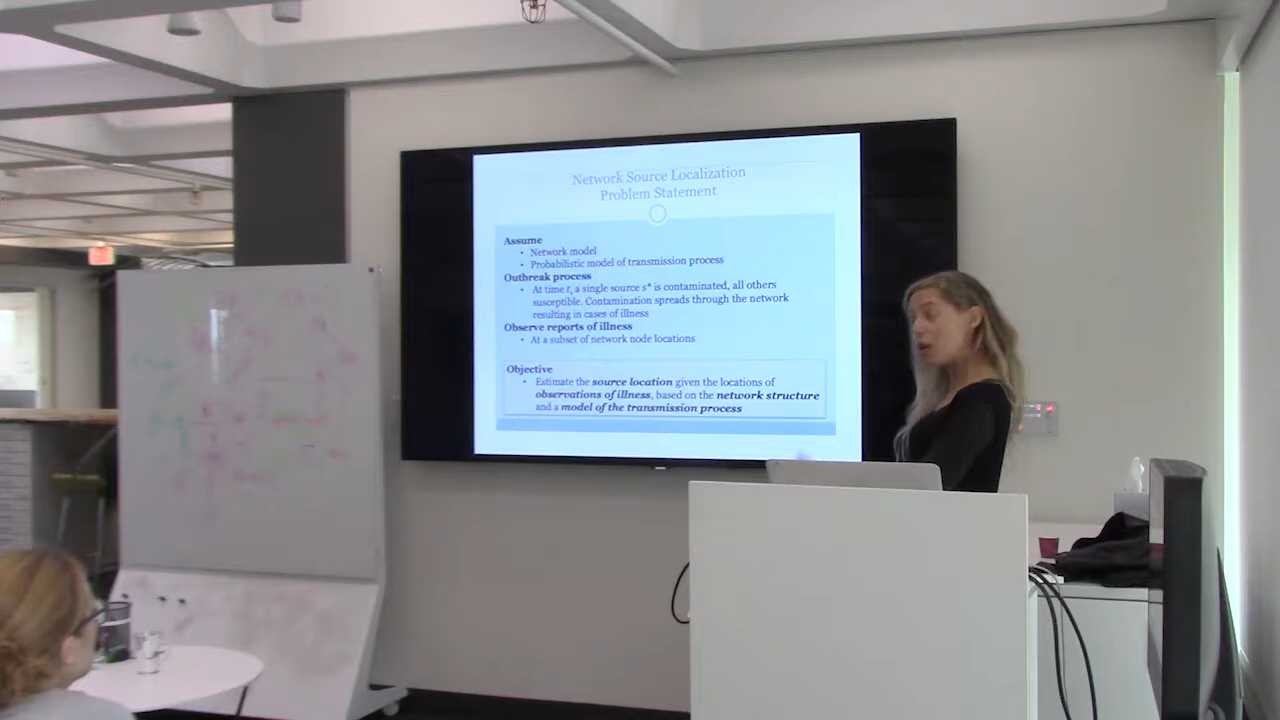 Network Source Localization
Problem Statement
Assume
• Network model
• Probabilistic model of transmission process
Outbreak process
• At time t, a single source s* is contaminated, all others
susceptible. Contamination spreads through the network
resulting in cases of illness
Observe reports of illness
• At a subset of network node locations
Objective
• Estimate the source location given the locations of
observations of illness, based on the network structure
and a model of the transmission process